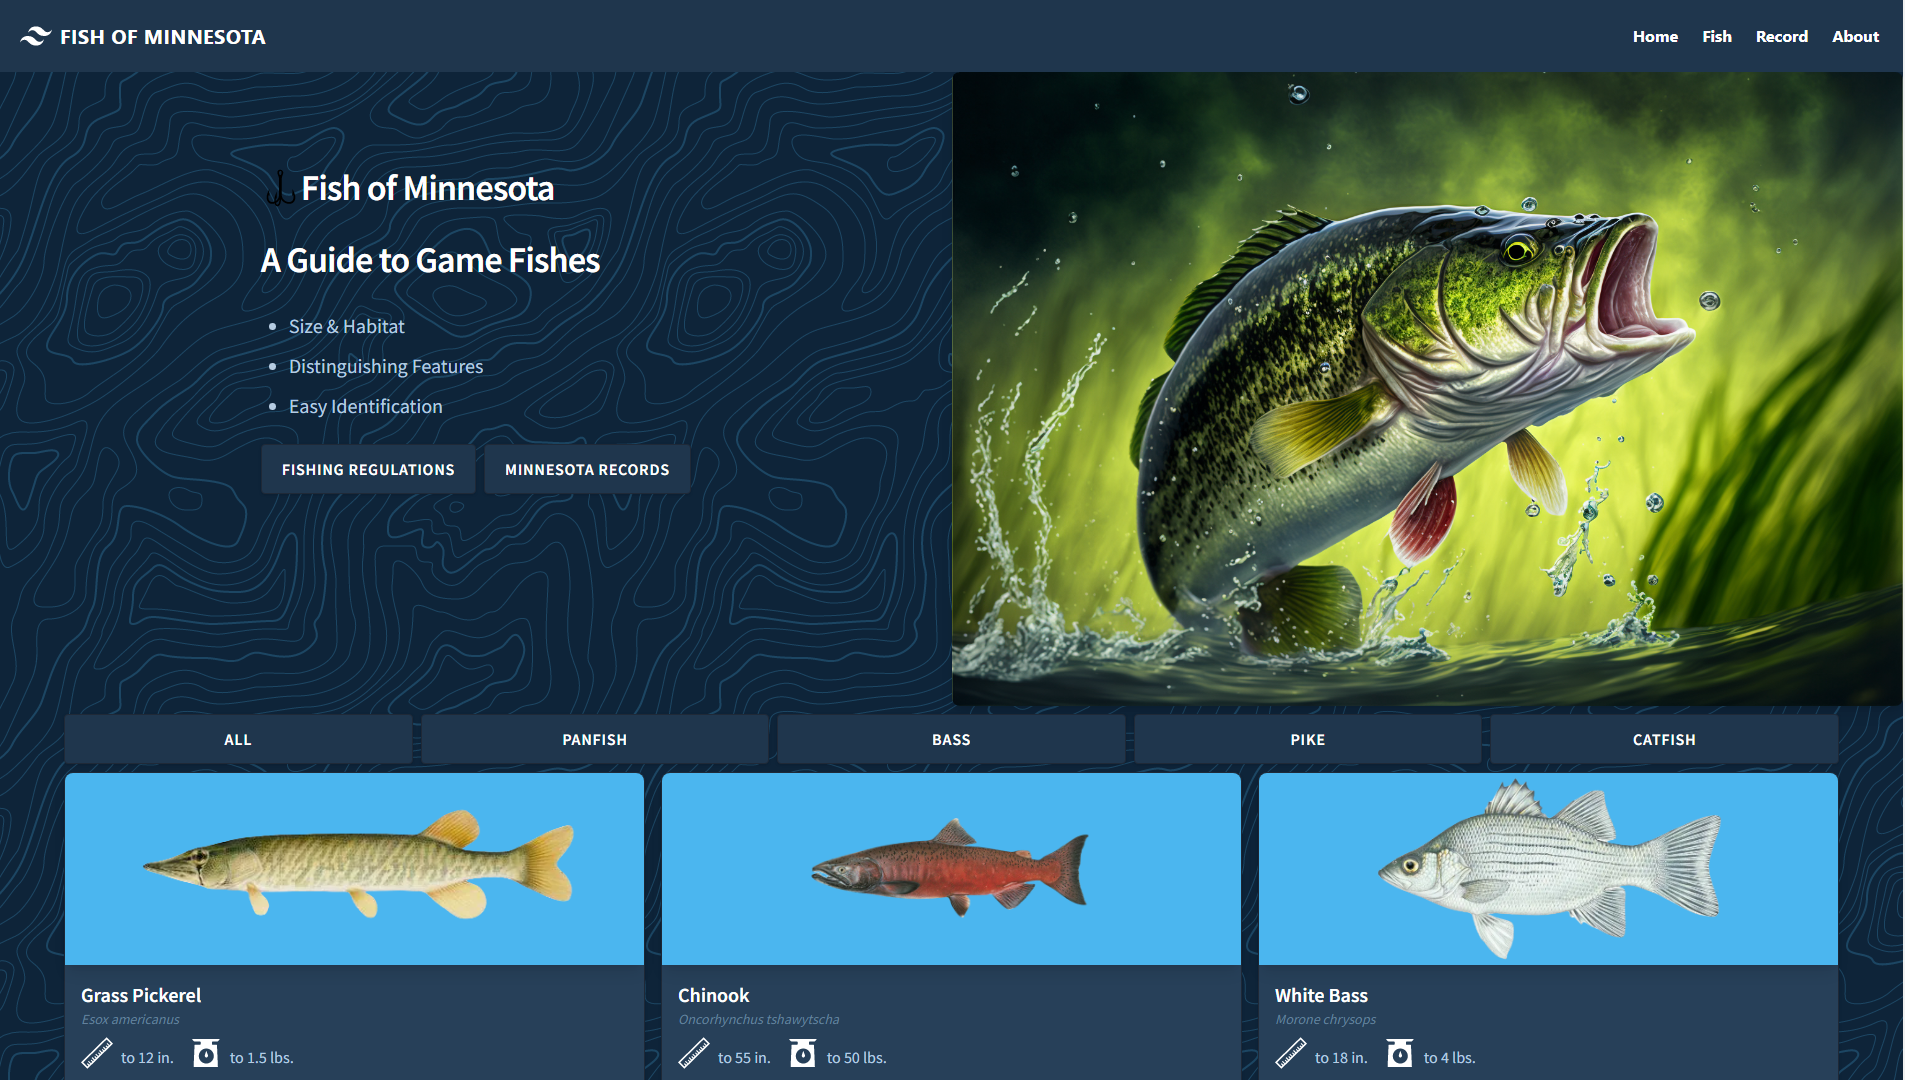 FISH OF MINNESOTA
Home Fish Record About
Fish of Minnesota
A Guide to Game Fishes
Size & Habitat
Distinguishing Features
Easy Identification
FISHING REGULATIONS MINNESOTA RECORDS
ALL PANFISH BASS PIKE CATFISH
Grass Pickerel
Esox americanus
to 12 in. to 1.5 lbs.
Chinook
Oncorhynchus tshawytscha
to 55 in. to 50 lbs.
White Bass
Morone chrysops
to 18 in. to 4 lbs.